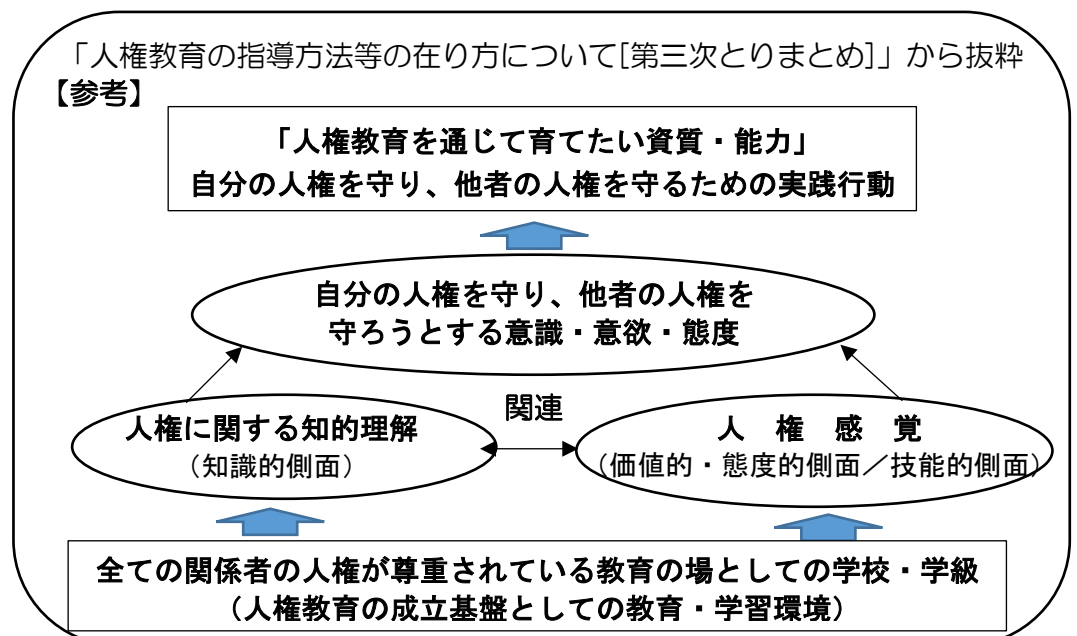 「人権教育の指導方法等の在り方について[第三次とりまとめ]」から抜粋
【参考】
「人権教育を通じて育てたい資質・能力」
自分の人権を守り、他者の人権を守るための実践行動
自分の人権を守り、他者の人権を
守ろうとする意識・意欲・態度
関連
人権に関する知的理解
（知識的側面）
人　権　感　覚
（価値的・態度的側面／技能的側面）
全ての関係者の人権が尊重されている教育の場としての学校・学級
（人権教育の成立基盤としての教育・学習環境）